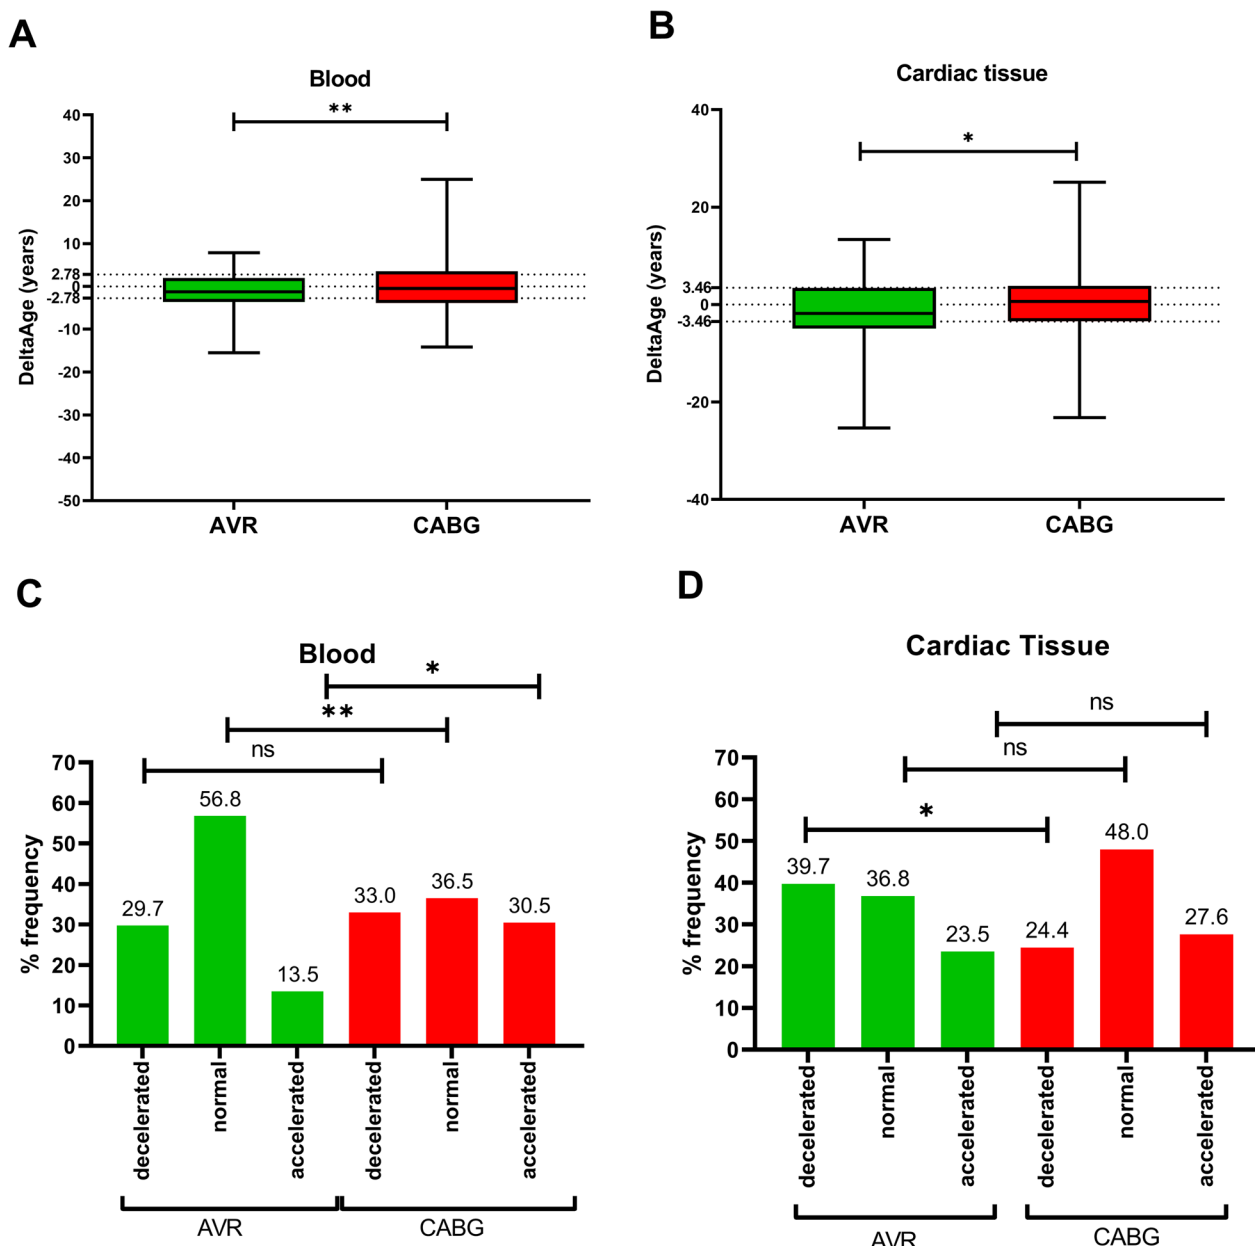 A
Blood
**
40
30
20
10
2.78
0
-2.78
-10
-20
-30
-40
-50
DeltaAge (years)
AVR CABG
B
Cardiac tissue
*
40
20
3.46
0
-3.46
-20
-40
DeltaAge (years)
AVR CABG
C
Blood
*
**
ns
70
60
50
40
30
20
10
0
% frequency
29.7
56.8
13.5
33.0
36.5
30.5
decelerated
normal
accelerated
decelerated
normal
accelerated
AVR CABG
D
Cardiac Tissue
ns
ns
*
70
60
50
40
30
20
10
0
% frequency
39.7
36.8
23.5
24.4
48.0
27.6
decelerated
normal
accelerated
decelerated
normal
accelerated
AVR CABG